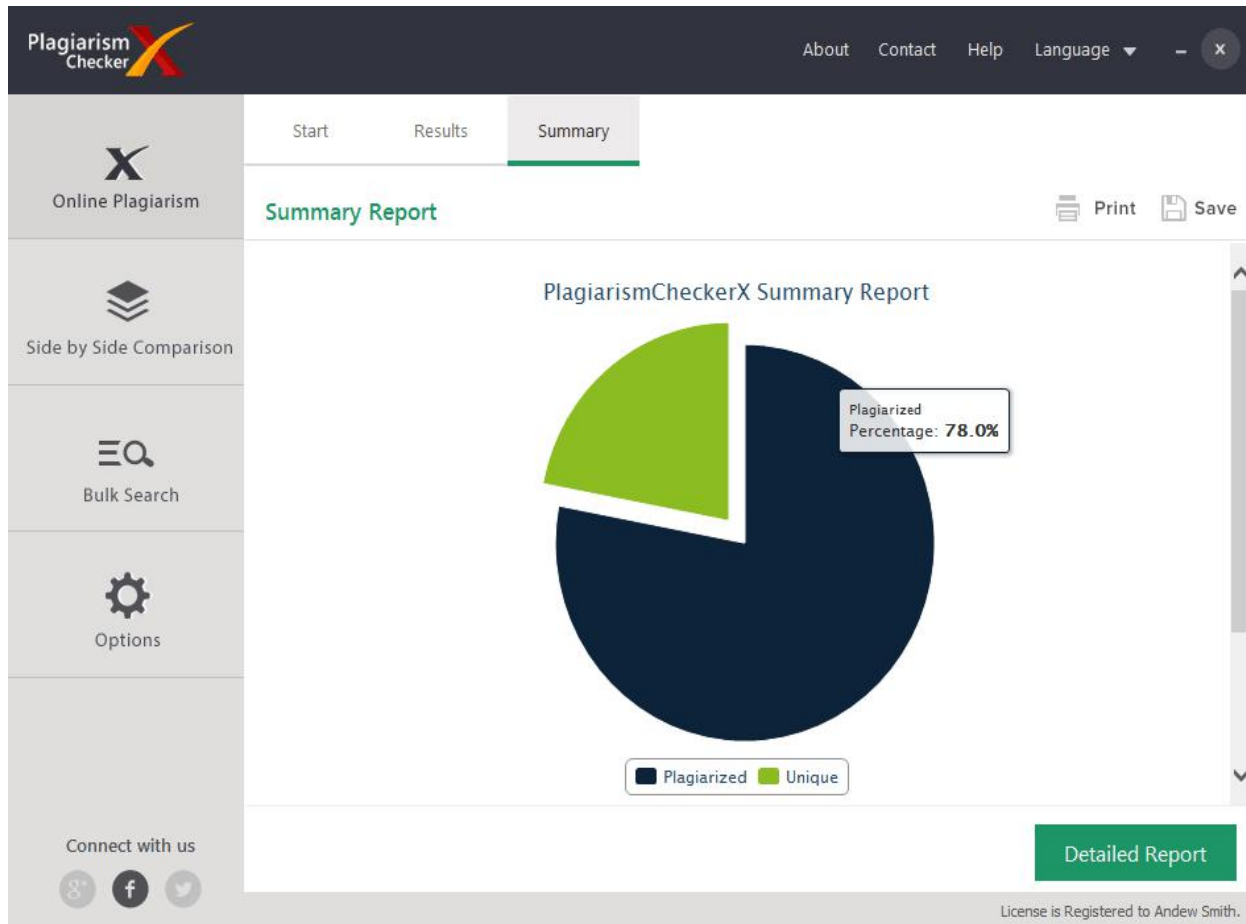 Plagiarism
Checker
About Contact Help Language
Start Results Summary
Online Plagiarism
Summary Report
Print Save
PlagiarismCheckerX Summary Report
Side by Side Comparison
Plagiarized
Percentage: 78.0%
Bulk Search
Options
Plagiarized Unique
Connect with us
8+ f
Detailed Report
License is Registered to Andew Smith.